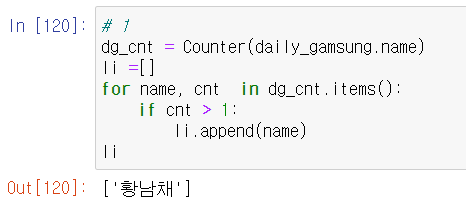 In [120]: # 1
dg_cnt = Counter(daily_gamsung.name)
li =[]
for name, cnt  in dg_cnt.items():
    if cnt > 1:
        li.append(name)
li
Out[120]: ['황남채']